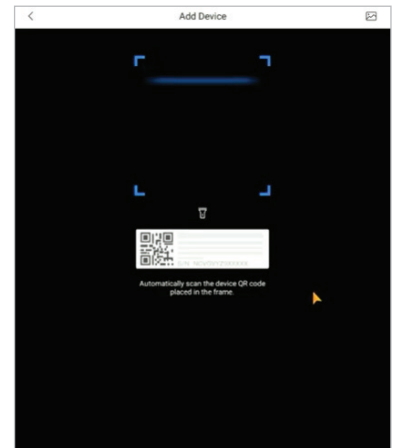 Add Device
Automatically scan the device QR code
placed in the frame.